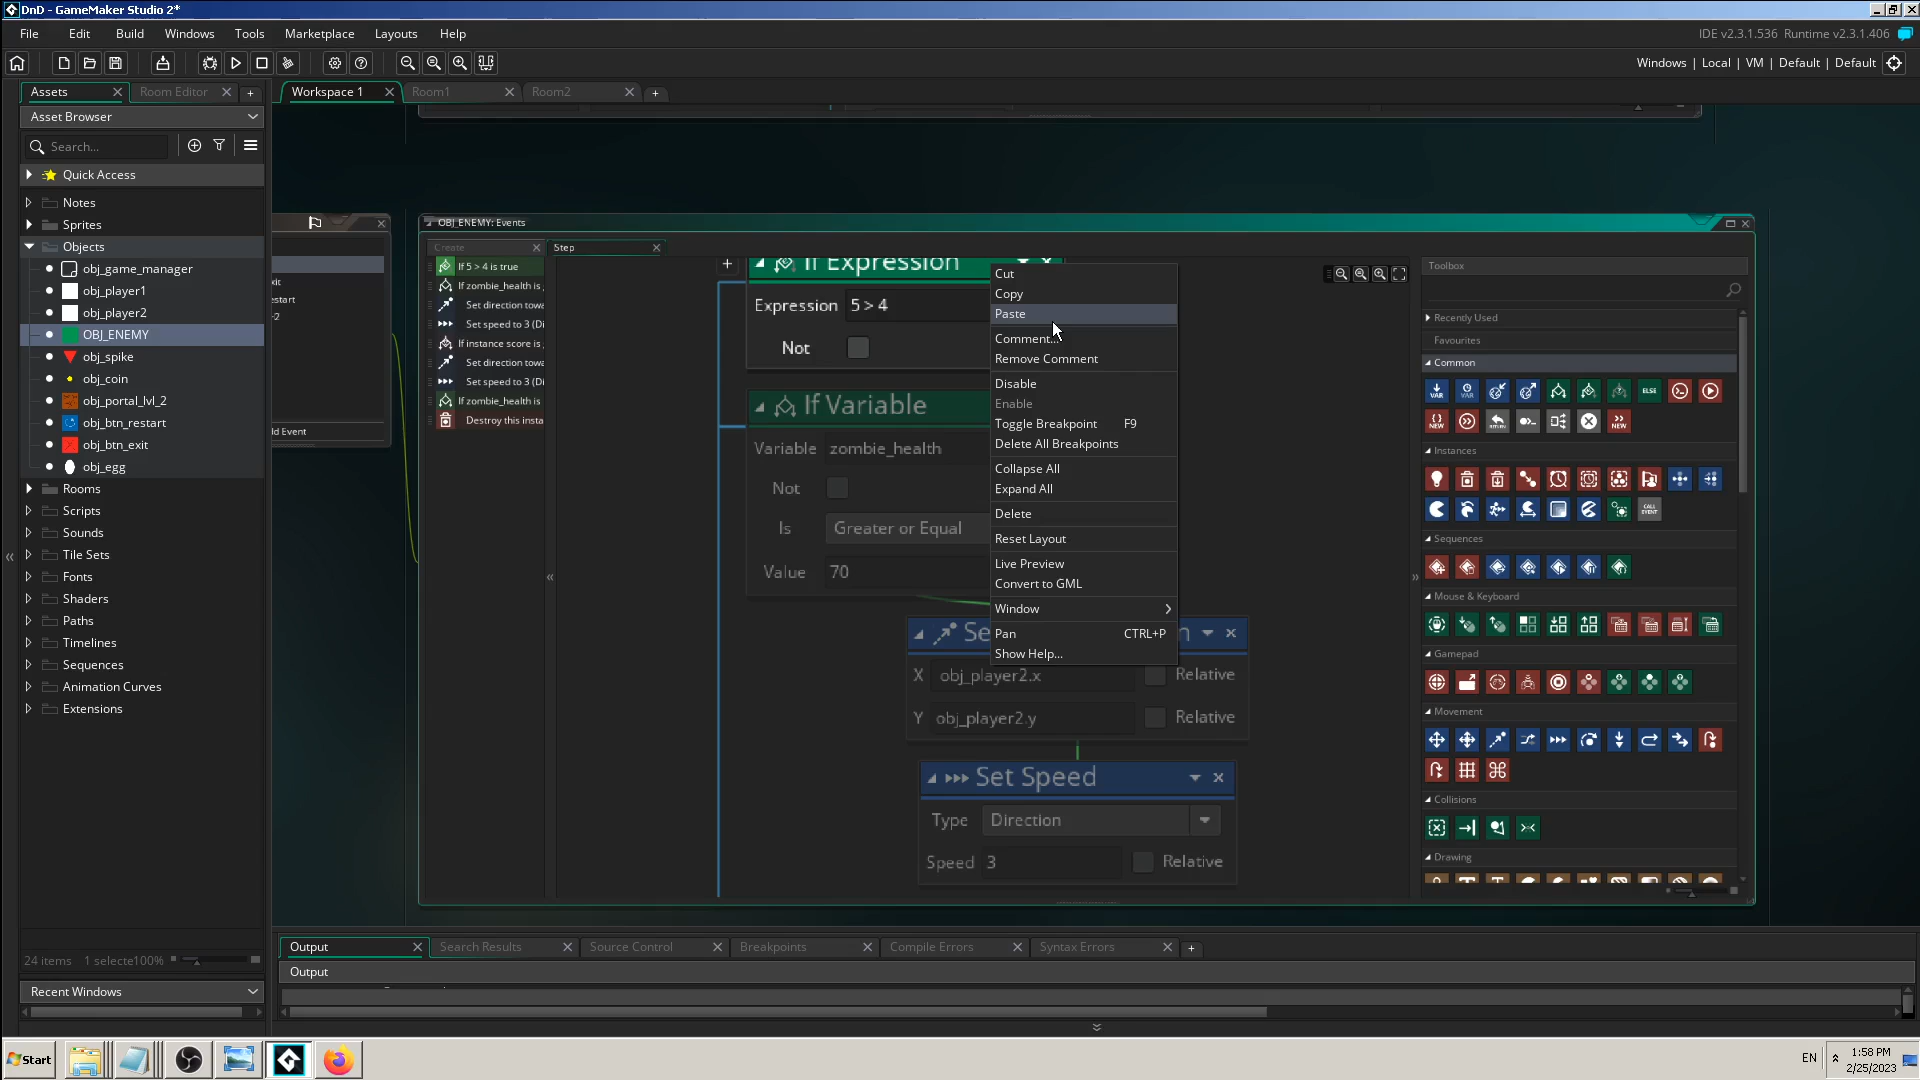 DnD - GameMaker Studio 2*
File Edit Build Windows Tools Marketplace Layouts Help
IDE v2.3.1.536 Runtime v2.3.1.406
Windows | Local | VM | Default | Default
Assets Room Editor +
Workspace 1 Room1 Room2 +
Asset Browser
Search...
Quick Access
Notes
Sprites
Objects
obj_game_manager
obj_player1
obj_player2
OBJ_ENEMY
obj_spike
obj_coin
obj_portal_lvl_2
obj_btn_restart
obj_btn_exit
obj_egg
Rooms
Scripts
Sounds
Tile Sets
Fonts
Shaders
Paths
Timelines
Sequences
Animation Curves
Extensions
24 items 1 selecte100%
Recent Windows
OBJ_ENEMY: Events
Create Step
If 5 > 4 is true
If zombie_health is
Set direction towa
Set speed to 3 (Di
If instance score is
Set direction towa
Set speed to 3 (Di
If zombie_health is
Destroy this insta
If Expression
Expression 5 > 4
Not
If Variable
Variable zombie_health
Not
Is Greater or Equal
Value 70
Cut
Copy
Paste
Comment...
Remove Comment
Disable
Enable
Toggle Breakpoint F9
Delete All Breakpoints
Collapse All
Expand All
Delete
Reset Layout
Live Preview
Convert to GML
Window
Pan CTRL+P
Show Help...
X obj_player2.x Relative
Y obj_player2.y Relative
Set Speed
Type Direction
Speed 3 Relative
Toolbox
Recently Used
Favourites
Common
VAR VAR ELSE
NEW NEW
Instances
CALL EVENT
Sequences
Mouse & Keyboard
Gamepad
Movement
Collisions
Drawing
Output Search Results Source Control Breakpoints Compile Errors Syntax Errors +
Output
Start
EN
1:58 PM
2/25/2023